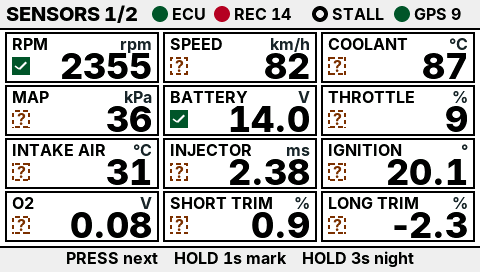 SENSORS 1/2 ECU REC 14 STALL GPS 9
RPM rpm SPEED km/h COOLANT °C
2355 ? 82 ? 87
MAP kPa BATTERY V THROTTLE %
? 36 14.0 ? 9
INTAKE AIR °C INJECTOR ms IGNITION °
? 31 ? 2.38 ? 20.1
O2 V SHORT TRIM % LONG TRIM %
? 0.08 ? 0.9 ? -2.3
PRESS next HOLD 1s mark HOLD 3s night